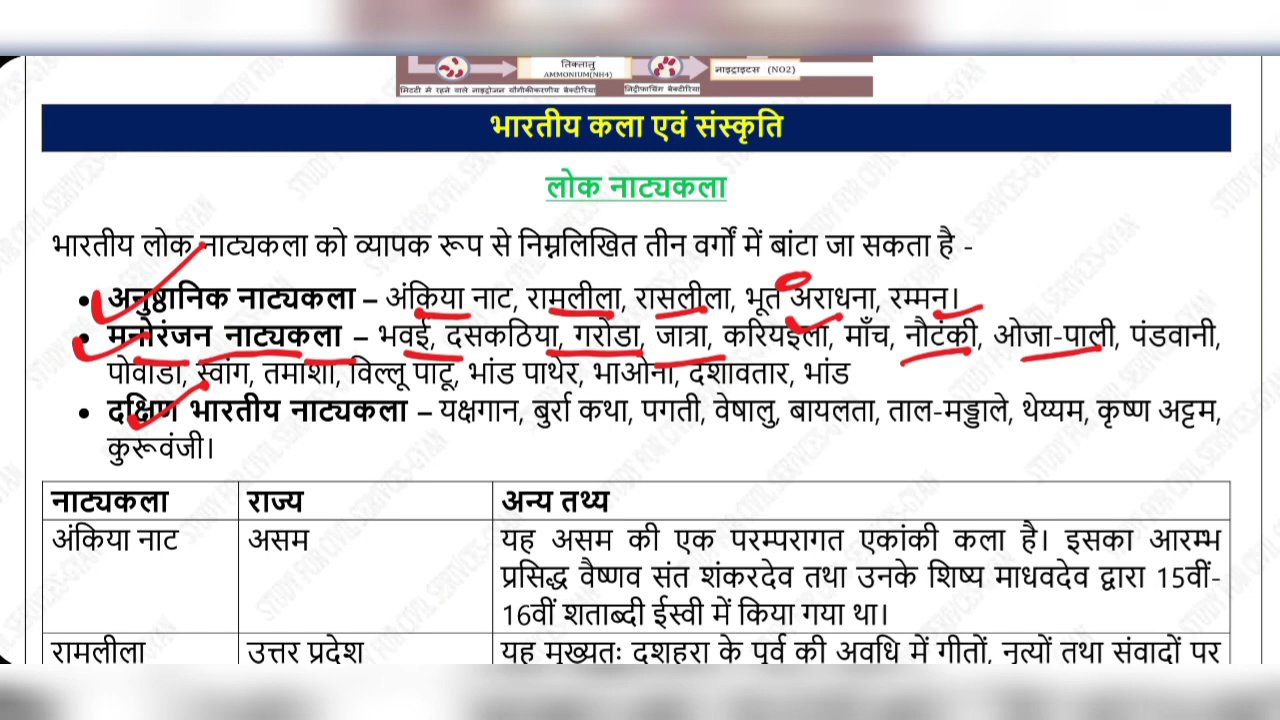 तिक्तातु
AMMONIUM(NH4)
नाइट्राइटस (NO2)
मिटटी में रहने वाले नाइट्रोजन यौगीकीकरणीय बैक्टीरिया
निट्रीफायिंग बैक्टीरिया
भारतीय कला एवं संस्कृति
लोक नाट्यकला
भारतीय लोक नाट्यकला को व्यापक रूप से निम्नलिखित तीन वर्गों में बांटा जा सकता है -
• अनुष्ठानिक नाट्यकला – अंकिया नाट, रामलीला, रासलीला, भूत अराधना, रम्मन।
• मनोरंजन नाट्यकला – भवई, दसकठिया, गरोडा, जात्रा, करियइला, माँच, नौटंकी, ओजा-पाली, पंडवानी,
पोवाडा, स्वांग, तमाशा, विल्लू पाटू, भांड पाथेर, भाओना, दशावतार, भांड
• दक्षिण भारतीय नाट्यकला – यक्षगान, बुर्रा कथा, पगती, वेषालु, बायलता, ताल-मड्डाले, थेय्यम, कृष्ण अट्टम,
कुरूवंजी।
नाट्यकला राज्य अन्य तथ्य
अंकिया नाट असम यह असम की एक परम्परागत एकांकी कला है। इसका आरम्भ
प्रसिद्ध वैष्णव संत शंकरदेव तथा उनके शिष्य माधवदेव द्वारा 15वीं-
16वीं शताब्दी ईस्वी में किया गया था।
रामलीला उत्तर प्रदेश यह मुख्यतः दशहरा के पूर्व की अवधि में गीतों, नृत्यों तथा संवादों पर